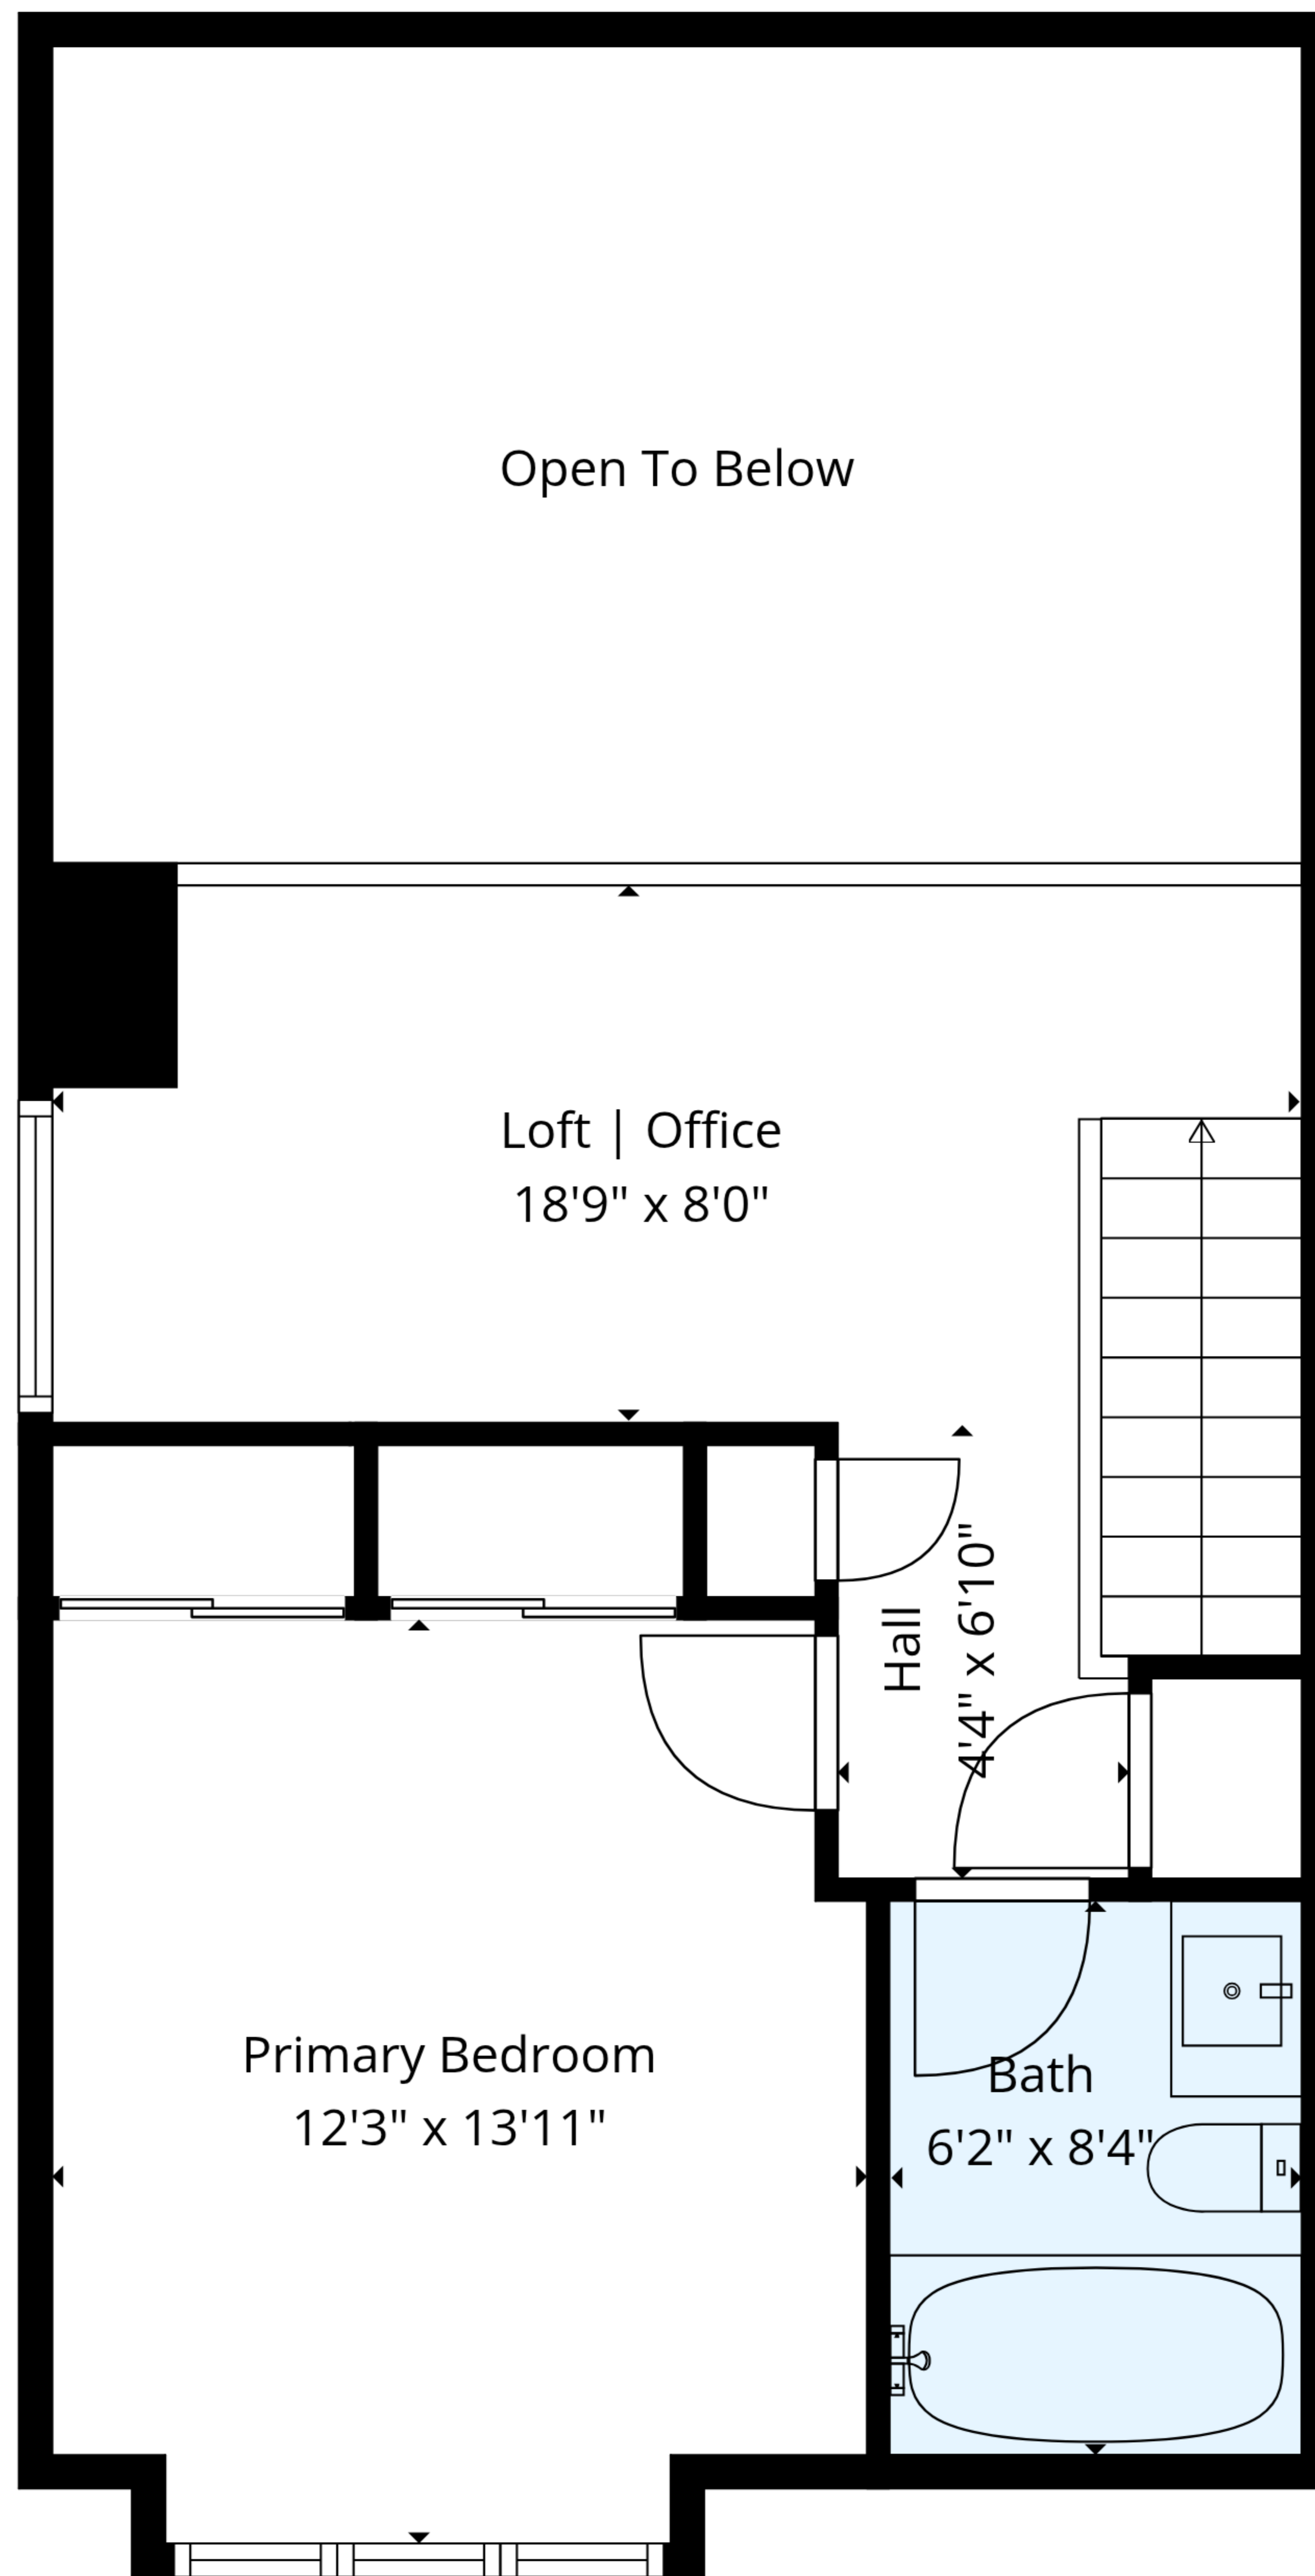 Open To Below
Loft | Office
18'9" x 8'0"
Hall
4'4" x 6'10"
Primary Bedroom
12'3" x 13'11"
Bath
6'2" x 8'4"